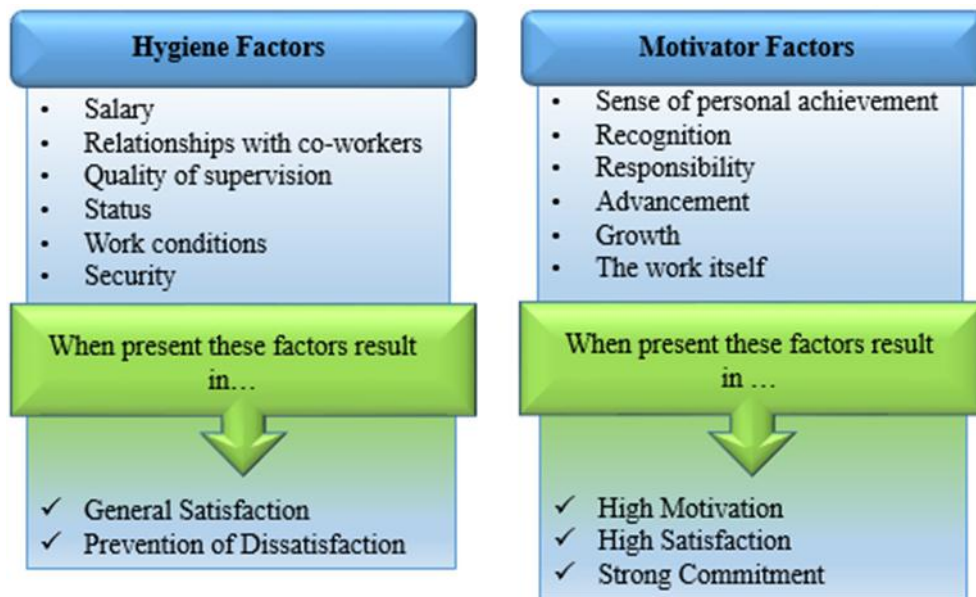 Hygiene Factors
• Salary
• Relationships with co-workers
• Quality of supervision
• Status
• Work conditions
• Security
When present these factors result
in…
✓ General Satisfaction
✓ Prevention of Dissatisfaction
Motivator Factors
• Sense of personal achievement
• Recognition
• Responsibility
• Advancement
• Growth
• The work itself
When present these factors result
in …
✓ High Motivation
✓ High Satisfaction
✓ Strong Commitment